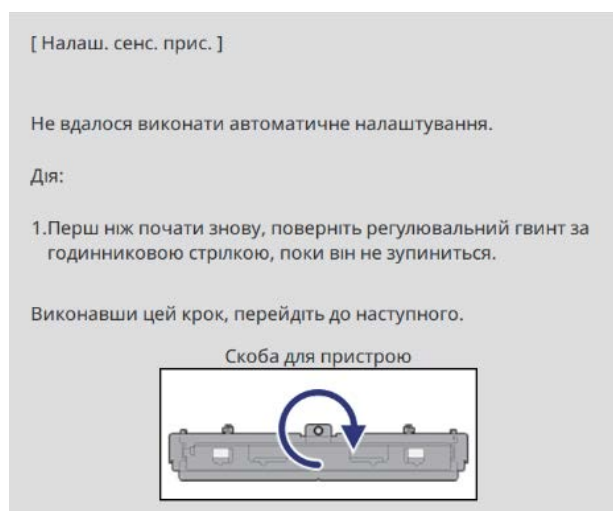 [ Налаш. сенс. прис. ]
Не вдалося виконати автоматичне налаштування.
Дія:
1.Перш ніж почати знову, поверніть регулювальний гвинт за
годинниковою стрілкою, поки він не зупиниться.
Виконавши цей крок, перейдіть до наступного.
Скоба для пристрою